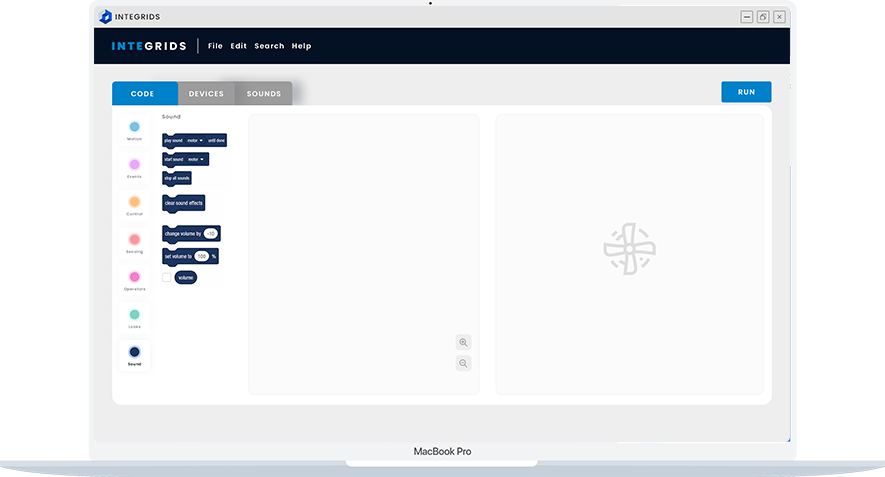 INTEGRIDS
INTEGRIDS File Edit Search Help
CODE DEVICES SOUNDS RUN
Sound
Motion
Events
Control
Sensing
Operators
Looks
Sound
play sound motor until done
start sound motor
stop all sounds
clear sound effects
change volume by -10
set volume to 100 %
volume
MacBook Pro